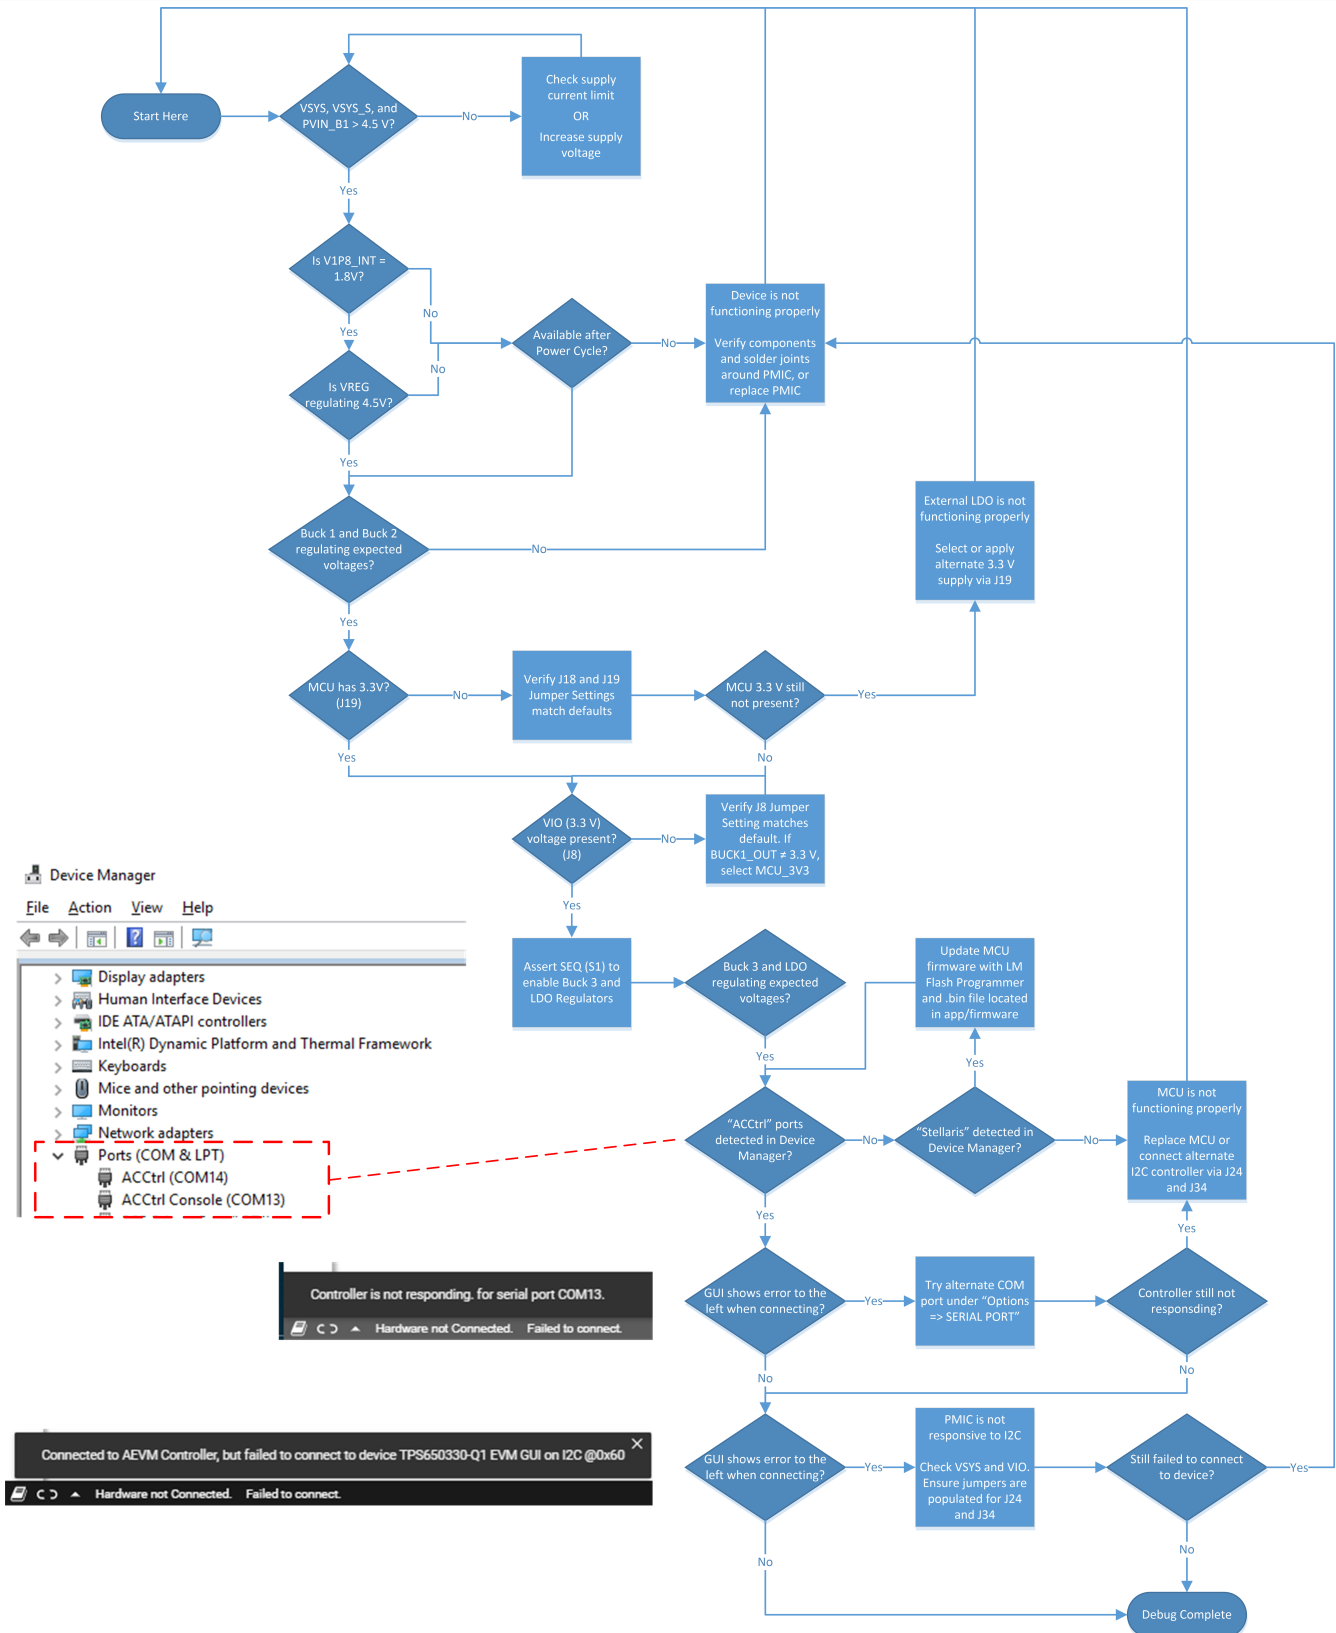 Start Here
VSYS, VSYS_S, and
PVIN_B1 > 4.5 V?
No
Check supply
current limit
OR
Increase supply
voltage
Yes
Is V1P8_INT =
1.8V?
No
Yes
Is VREG
regulating 4.5V?
No
Yes
Available after
Power Cycle?
No
Device is not
functioning properly
Verify components
and solder joints
around PMIC, or
replace PMIC
Buck 1 and Buck 2
regulating expected
voltages?
No
Yes
External LDO is not
functioning properly
Select or apply
alternate 3.3 V
supply via J19
MCU has 3.3V?
(J19)
No
Verify J18 and J19
Jumper Settings
match defaults
MCU 3.3 V still
not present?
Yes
Yes
No
VIO (3.3 V)
voltage present?
(J8)
No
Verify J8 Jumper
Setting matches
default. If
BUCK1_OUT ≠ 3.3 V,
select MCU_3V3
Yes
Assert SEQ (S1) to
enable Buck 3 and
LDO Regulators
Buck 3 and LDO
regulating expected
voltages?
Yes
Update MCU
firmware with LM
Flash Programmer
and .bin file located
in app/firmware
Yes
"ACCtrl" ports
detected in Device
Manager?
No
"Stellaris" detected in
Device Manager?
No
MCU is not
functioning properly
Replace MCU or
connect alternate
I2C controller via J24
and J34
Yes
Yes
GUI shows error to the
left when connecting?
Yes
Try alternate COM
port under "Options
=> SERIAL PORT"
Controller still not
responsding?
No
No
GUI shows error to the
left when connecting?
Yes
PMIC is not
responsive to I2C
Check VSYS and VIO.
Ensure jumpers are
populated for J24
and J34
Still failed to connect
to device?
Yes
No
No
Debug Complete
Device Manager
File Action View Help
Display adapters
Human Interface Devices
IDE ATA/ATAPI controllers
Intel(R) Dynamic Platform and Thermal Framework
Keyboards
Mice and other pointing devices
Monitors
Network adapters
Ports (COM & LPT)
ACCtrl (COM14)
ACCtrl Console (COM13)
Controller is not responding. for serial port COM13.
Hardware not Connected. Failed to connect.
Connected to AEVM Controller, but failed to connect to device TPS650330-Q1 EVM GUI on I2C @0x60
Hardware not Connected. Failed to connect.